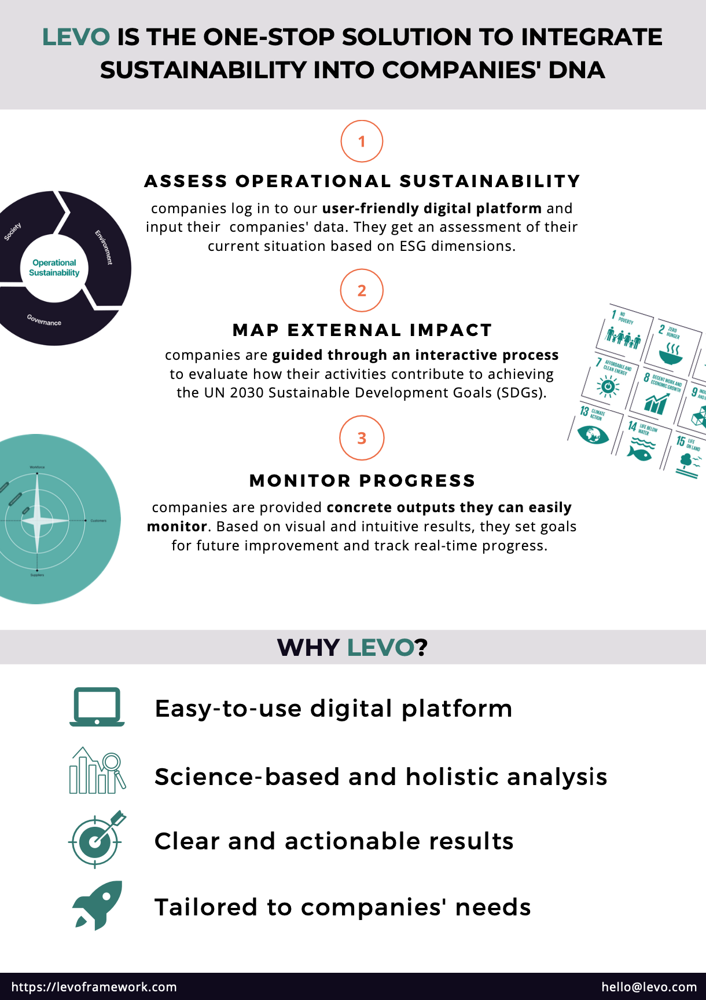 LEVO IS THE ONE-STOP SOLUTION TO INTEGRATE
SUSTAINABILITY INTO COMPANIES' DNA
1
ASSESS OPERATIONAL SUSTAINABILITY
companies log in to our user-friendly digital platform and
input their companies' data. They get an assessment of their
current situation based on ESG dimensions.
Society
Environment
Operational
Sustainability
Governance
2
MAP EXTERNAL IMPACT
companies are guided through an interactive process
to evaluate how their activities contribute to achieving
the UN 2030 Sustainable Development Goals (SDGs).
1 NO
POVERTY
2 ZERO
HUNGER
7 AFFORDABLE AND
CLEAN ENERGY
8 DECENT WORK AND
ECONOMIC GROWTH
9
13 CLIMATE
ACTION
14 LIFE BELOW
WATER
15 LIFE
ON LAND
3
MONITOR PROGRESS
companies are provided concrete outputs they can easily
monitor. Based on visual and intuitive results, they set goals
for future improvement and track real-time progress.
Workforce
Customers
Suppliers
WHY LEVO?
Easy-to-use digital platform
Science-based and holistic analysis
Clear and actionable results
Tailored to companies' needs
https://levoframework.com
hello@levo.com